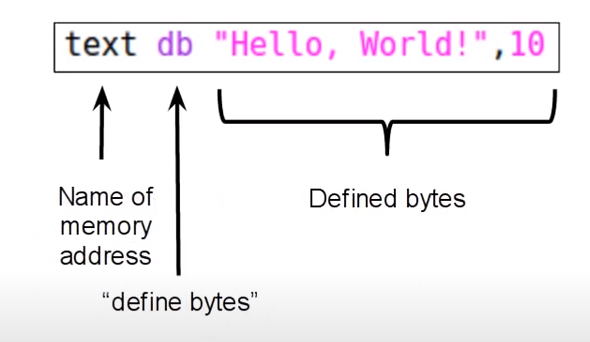 text db "Hello, World!",10
Name of
memory
address
Defined bytes
“define bytes”